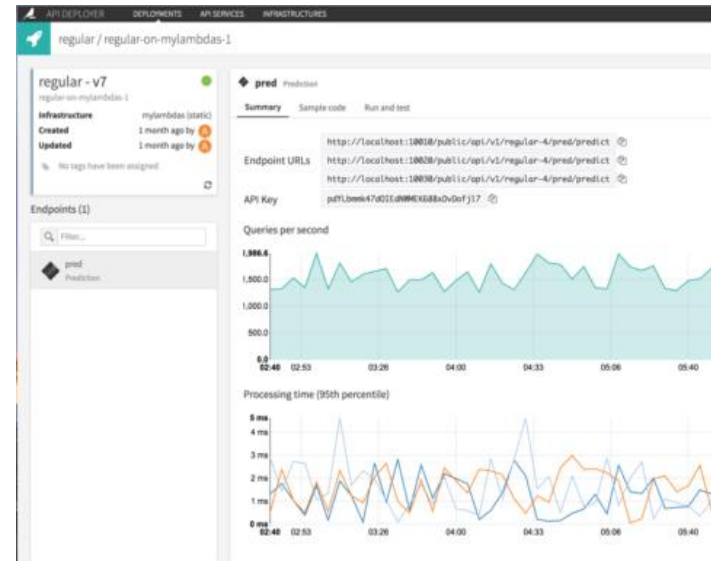 API DEPLOYER DEPLOYMENTS API SERVICES INFRASTRUCTURES
regular / regular-on-mylambdas-1
regular - v7
regular-on-mylambdas-1
Infrastructure mylambdas (static)
Created 1 month ago by A
Updated 1 month ago by A
No tags have been assigned
Endpoints (1)
Filter...
pred
Prediction
pred Prediction
Summary Sample code Run and test
Endpoint URLs
http://localhost:10010/public/api/v1/regular-4/pred/predict
http://localhost:10020/public/api/v1/regular-4/pred/predict
http://localhost:10030/public/api/v1/regular-4/pred/predict
API Key
Queries per second
1,986.6
1,500.0
1,000.0
500.0
0.0
02:40 02:53 03:26 04:00 04:33 05:06 05:40
Processing time (95th percentile)
5 ms
4 ms
3 ms
2 ms
1 ms
0 ms
02:40 02:53 03:26 04:00 04:33 05:06 05:40